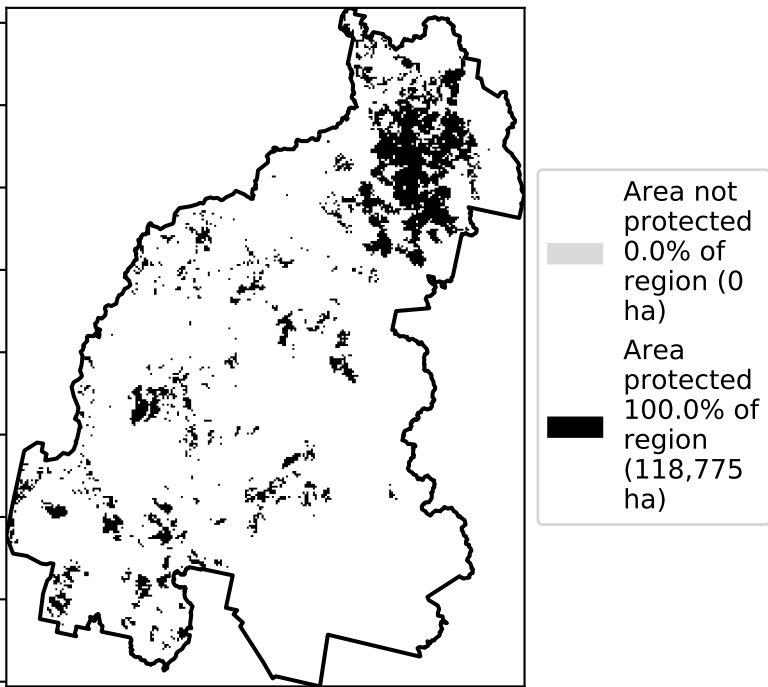 Area not
protected
0.0% of
region (0
ha)
Area
protected
100.0% of
region
(118,775
ha)